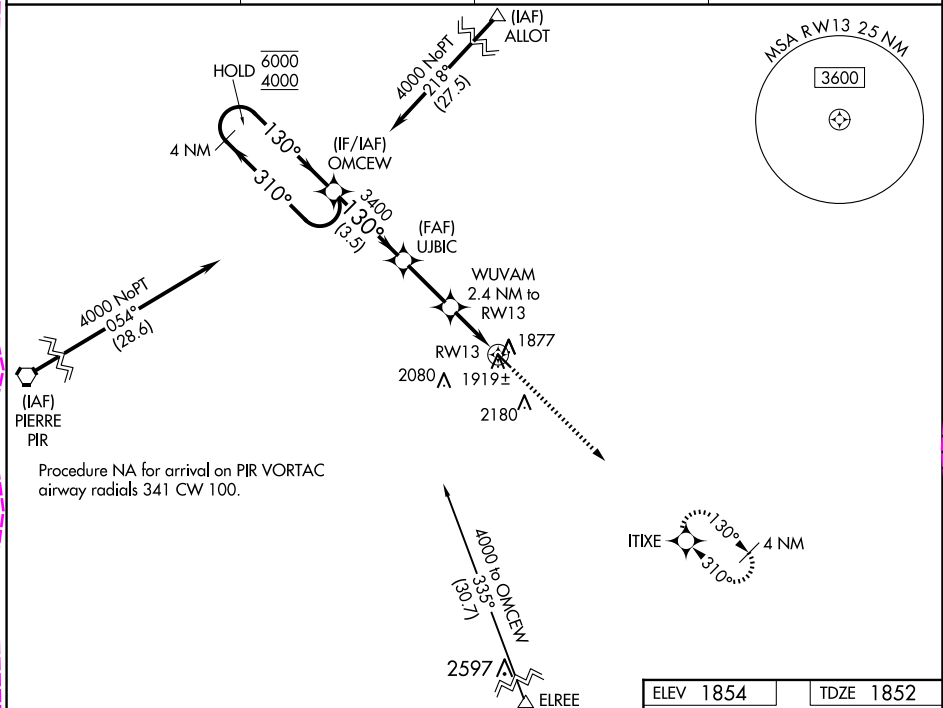 (IAF)
ALLOT
MSA RW13 25 NM
3600
HOLD
6000
4000
4000 NoPT
218°
(27.5)
4 NM
130°
310°
(IF/IAF)
OMCEW
3400
130°
(3.5)
(FAF)
UJBIC
WUVAM
2.4 NM to
RW13
4000 NoPT
054°
(28.6)
RW13
1877
2080
1919±
2180
(IAF)
PIERRE
PIR
Procedure NA for arrival on PIR VORTAC
airway radials 341 CW 100.
ITIXE
130°
310°
4 NM
4000 to OMCEW
335°
(30.7)
2597
ELREE
ELEV 1854
TDZE 1852